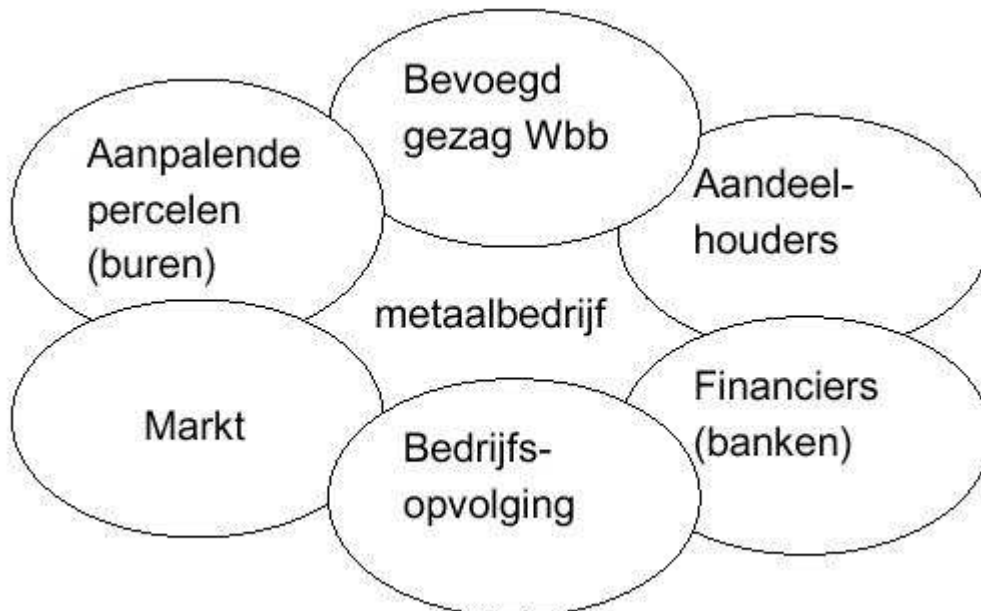 Bevoegd
gezag Wbb
Aanpalende
percelen
(buren)
Aandeel-
houders
metaalbedrijf
Markt
Bedrijfs-
opvolging
Financiers
(banken)